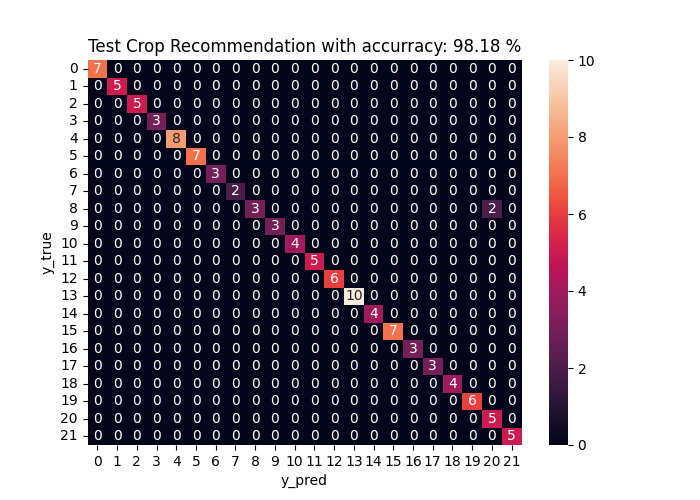 Test Crop Recommendation with accurracy: 98.18 %
0 7 0 0 0 0 0 0 0 0 0 0 0 0 0 0 0 0 0 0 0 0 0
1 0 5 0 0 0 0 0 0 0 0 0 0 0 0 0 0 0 0 0 0 0 0
2 0 0 5 0 0 0 0 0 0 0 0 0 0 0 0 0 0 0 0 0 0 0
3 0 0 0 3 0 0 0 0 0 0 0 0 0 0 0 0 0 0 0 0 0 0
4 0 0 0 0 8 0 0 0 0 0 0 0 0 0 0 0 0 0 0 0 0 0
5 0 0 0 0 0 7 0 0 0 0 0 0 0 0 0 0 0 0 0 0 0 0
6 0 0 0 0 0 0 3 0 0 0 0 0 0 0 0 0 0 0 0 0 0 0
7 0 0 0 0 0 0 0 2 0 0 0 0 0 0 0 0 0 0 0 0 0 0
8 0 0 0 0 0 0 0 0 3 0 0 0 0 0 0 0 0 0 0 0 2 0
9 0 0 0 0 0 0 0 0 0 3 0 0 0 0 0 0 0 0 0 0 0 0
10 0 0 0 0 0 0 0 0 0 0 4 0 0 0 0 0 0 0 0 0 0 0
11 0 0 0 0 0 0 0 0 0 0 0 5 0 0 0 0 0 0 0 0 0 0
12 0 0 0 0 0 0 0 0 0 0 0 0 6 0 0 0 0 0 0 0 0 0
13 0 0 0 0 0 0 0 0 0 0 0 0 0 10 0 0 0 0 0 0 0 0
14 0 0 0 0 0 0 0 0 0 0 0 0 0 0 4 0 0 0 0 0 0 0
15 0 0 0 0 0 0 0 0 0 0 0 0 0 0 0 7 0 0 0 0 0 0
16 0 0 0 0 0 0 0 0 0 0 0 0 0 0 0 0 3 0 0 0 0 0
17 0 0 0 0 0 0 0 0 0 0 0 0 0 0 0 0 0 3 0 0 0 0
18 0 0 0 0 0 0 0 0 0 0 0 0 0 0 0 0 0 0 4 0 0 0
19 0 0 0 0 0 0 0 0 0 0 0 0 0 0 0 0 0 0 0 6 0 0
20 0 0 0 0 0 0 0 0 0 0 0 0 0 0 0 0 0 0 0 0 5 0
21 0 0 0 0 0 0 0 0 0 0 0 0 0 0 0 0 0 0 0 0 0 5
0 1 2 3 4 5 6 7 8 9 10 11 12 13 14 15 16 17 18 19 20 21
y_pred
y_true
10
8
6
4
2
0